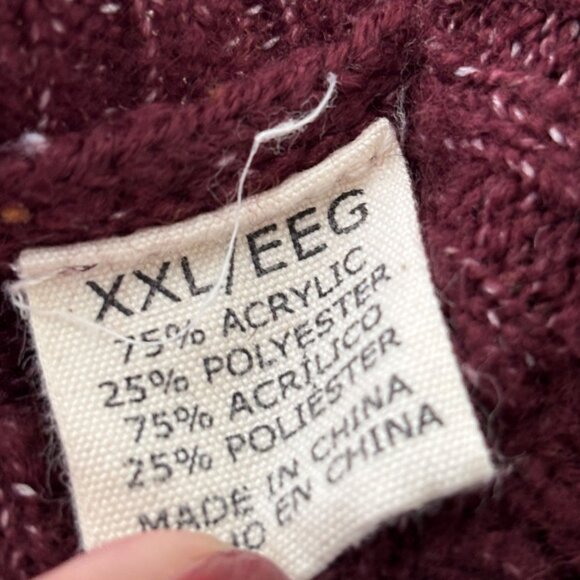 XXL/EEG
75% ACRYLIC
25% POLYESTER
75% ACRÍLICO
25% POLIÉSTER
MADE IN CHINA
EN CHINA